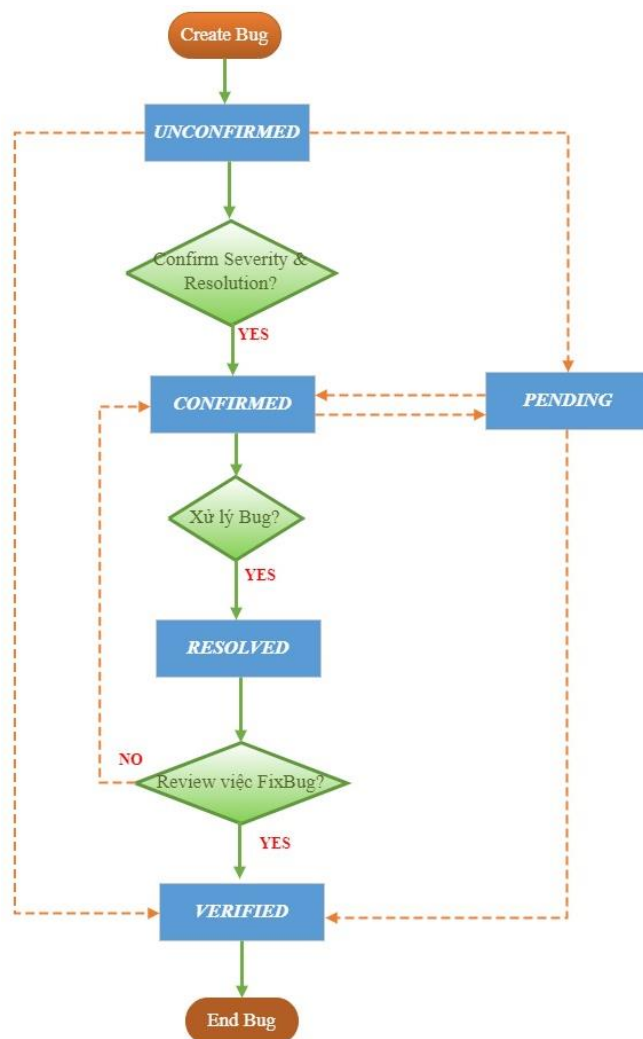 Create Bug
UNCONFIRMED
Confirm Severity &
Resolution?
YES
CONFIRMED
PENDING
Xử lý Bug?
YES
RESOLVED
NO
Review việc FixBug?
YES
VERIFIED
End Bug